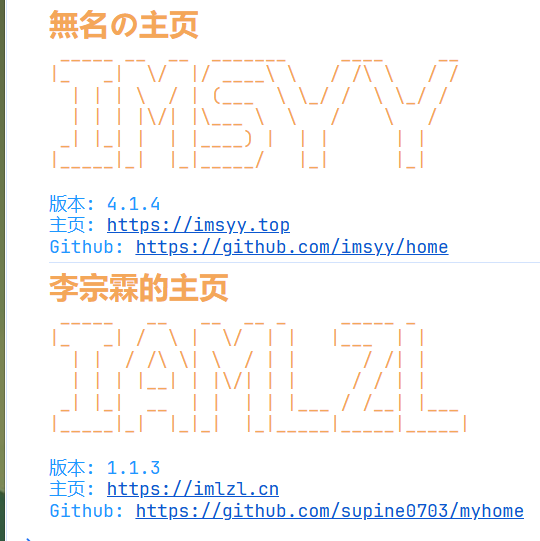 無名の主页
IMSYY
版本: 4.1.4
主页: https://imsyy.top
Github: https://github.com/imsyy/home
李宗霖的主页
IAMLZL
版本: 1.1.3
主页: https://imlzl.cn
Github: https://github.com/supine0703/myhome